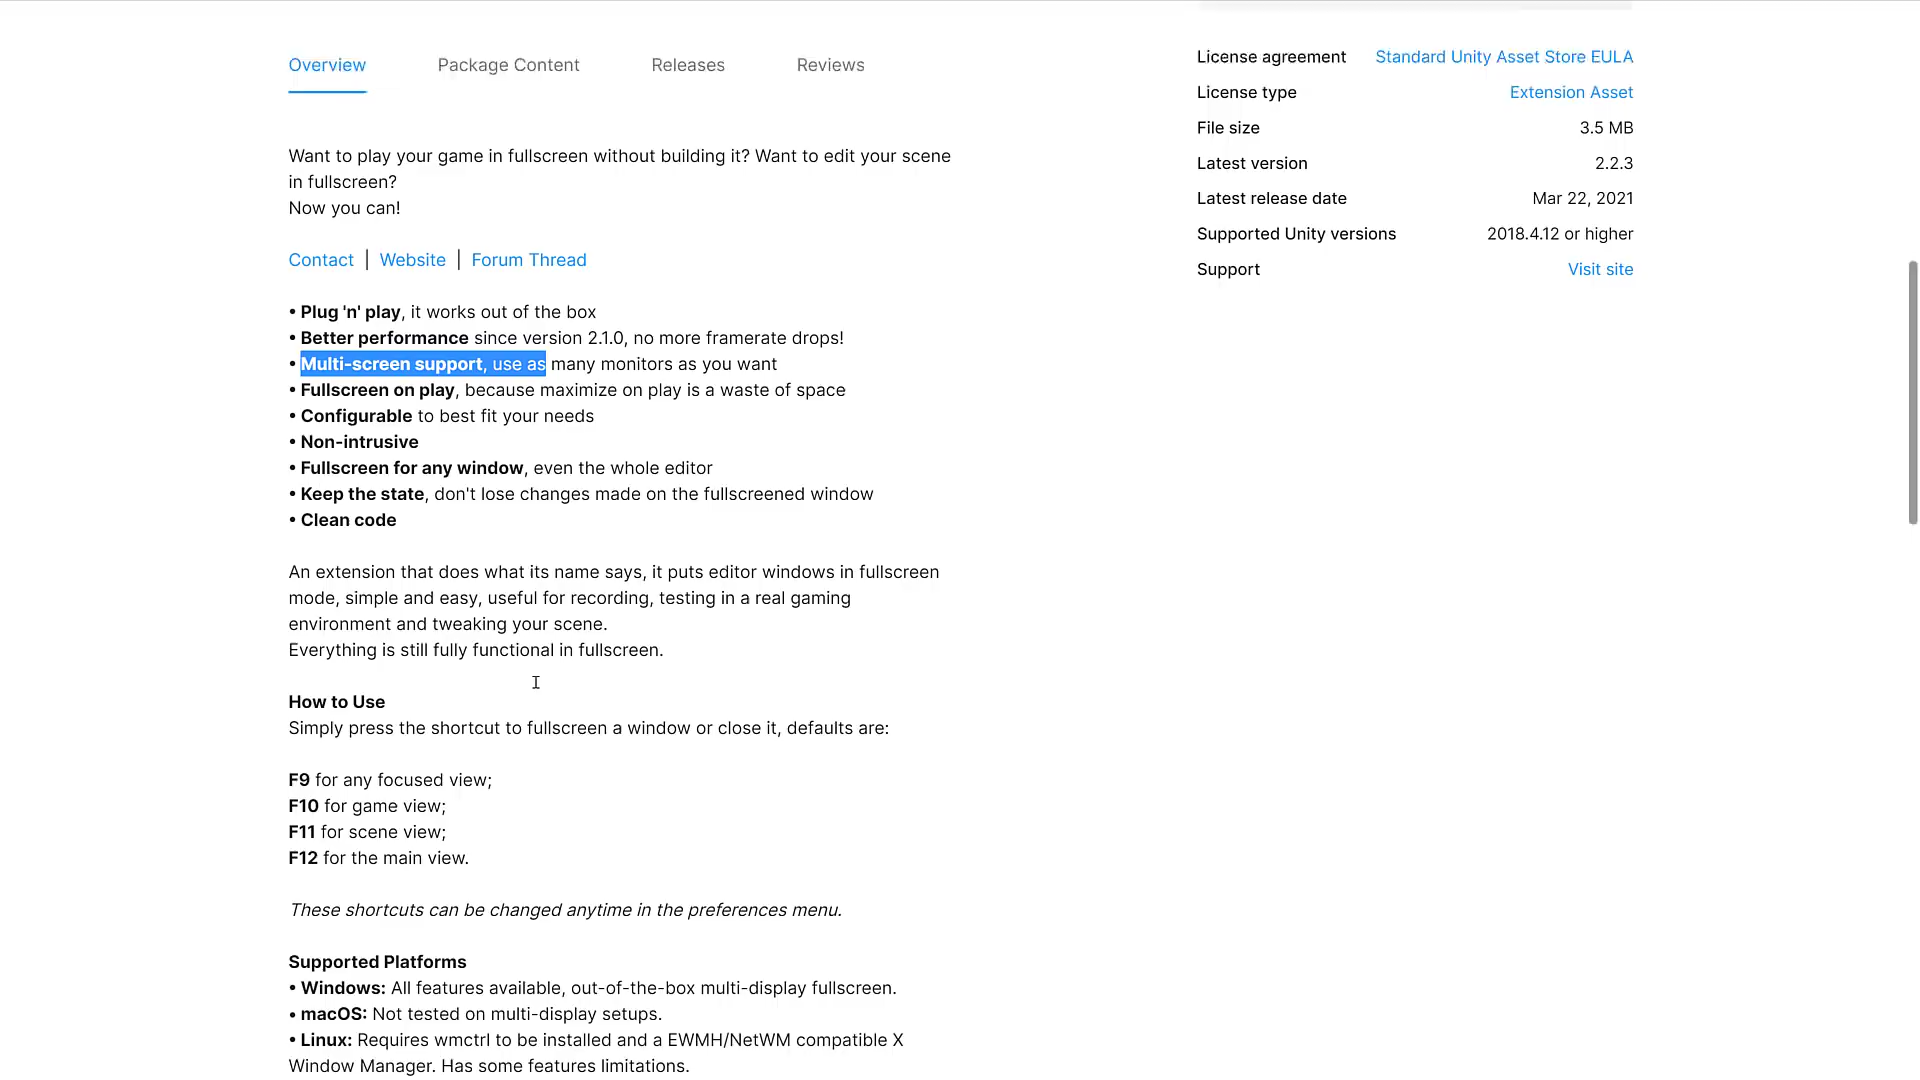 Overview Package Content Releases Reviews
Want to play your game in fullscreen without building it? Want to edit your scene
in fullscreen?
Now you can!
Contact | Website | Forum Thread
• Plug 'n' play, it works out of the box
• Better performance since version 2.1.0, no more framerate drops!
• Multi-screen support, use as many monitors as you want
• Fullscreen on play, because maximize on play is a waste of space
• Configurable to best fit your needs
• Non-intrusive
• Fullscreen for any window, even the whole editor
• Keep the state, don't lose changes made on the fullscreened window
• Clean code
An extension that does what its name says, it puts editor windows in fullscreen
mode, simple and easy, useful for recording, testing in a real gaming
environment and tweaking your scene.
Everything is still fully functional in fullscreen.
How to Use
Simply press the shortcut to fullscreen a window or close it, defaults are:
F9 for any focused view;
F10 for game view;
F11 for scene view;
F12 for the main view.
These shortcuts can be changed anytime in the preferences menu.
Supported Platforms
• Windows: All features available, out-of-the-box multi-display fullscreen.
• macOS: Not tested on multi-display setups.
• Linux: Requires wmctrl to be installed and a EWMH/NetWM compatible X
Window Manager. Has some features limitations.
License agreement Standard Unity Asset Store EULA
License type Extension Asset
File size 3.5 MB
Latest version 2.2.3
Latest release date Mar 22, 2021
Supported Unity versions 2018.4.12 or higher
Support Visit site